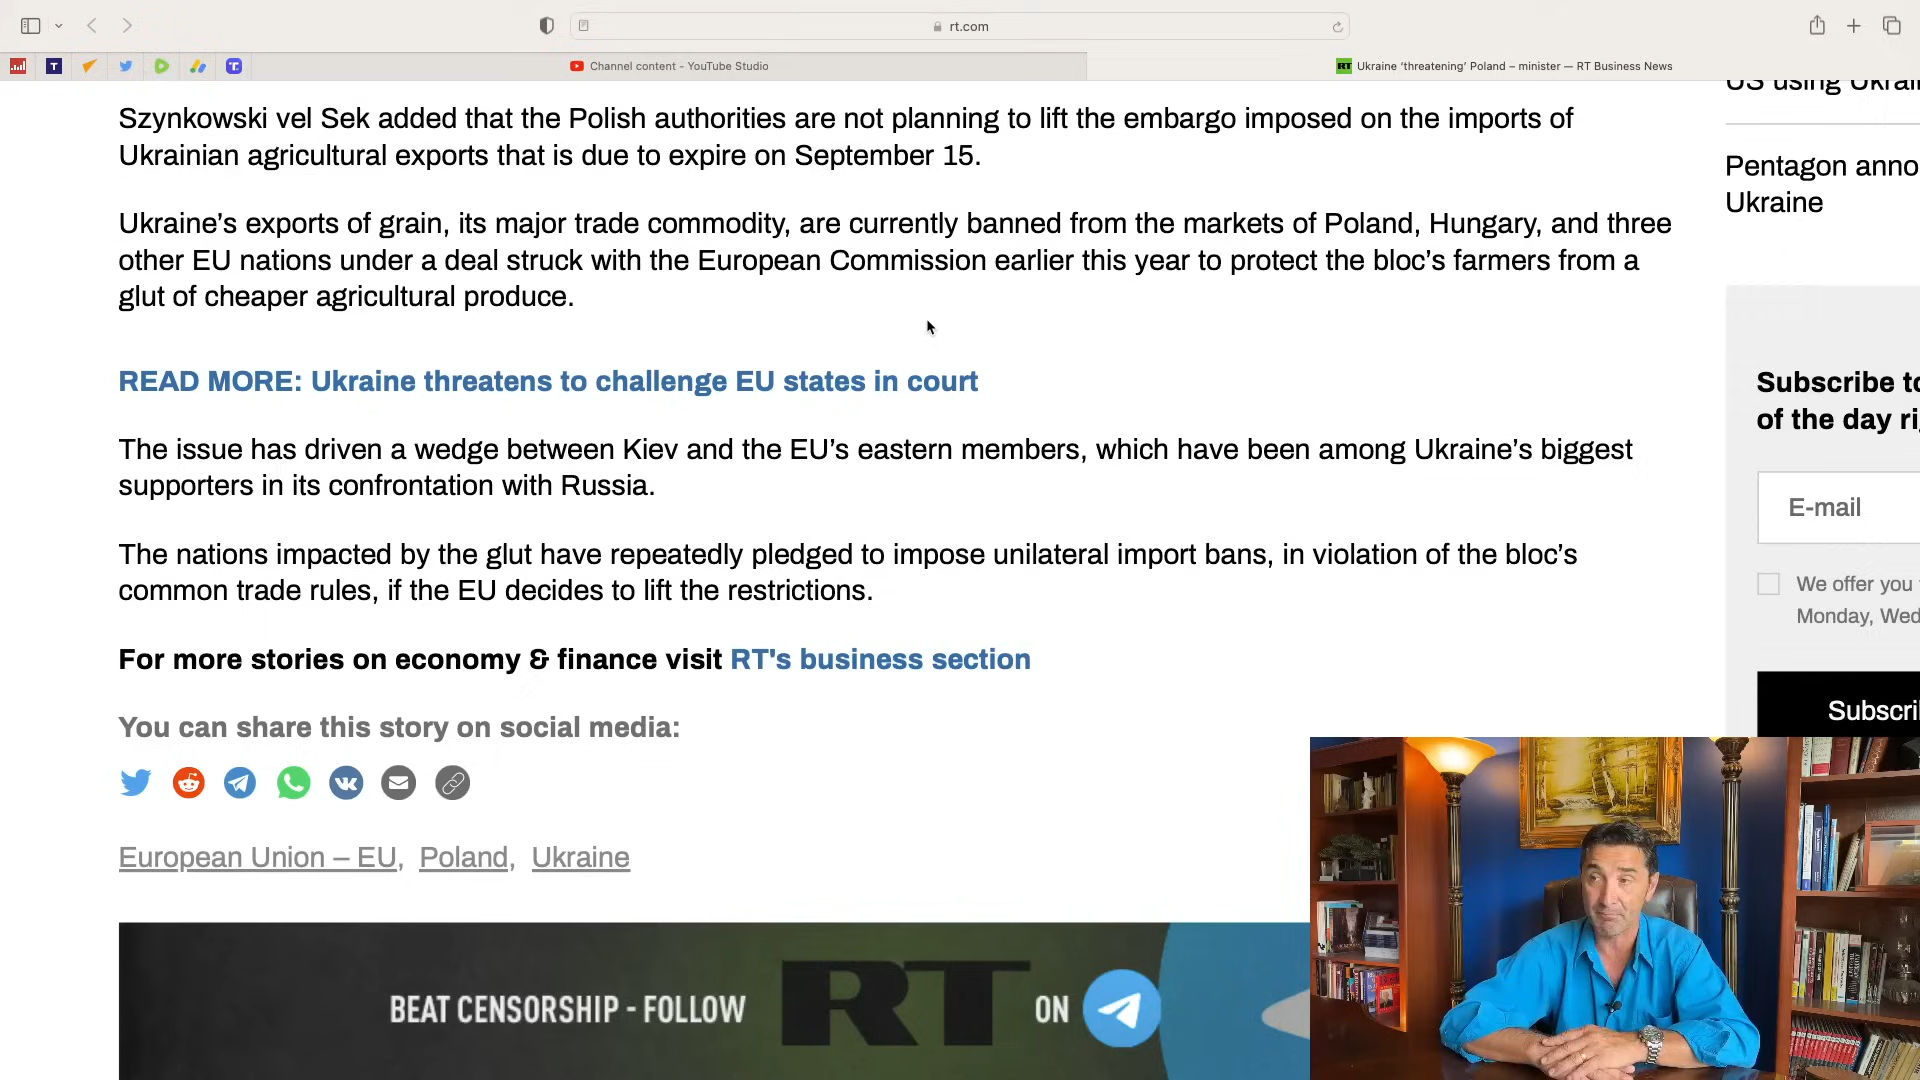 rt.com
Channel content - YouTube Studio
RT Ukraine ‘threatening’ Poland – minister — RT Business News
US using Ukrai
Szynkowski vel Sek added that the Polish authorities are not planning to lift the embargo imposed on the imports of
Ukrainian agricultural exports that is due to expire on September 15.
Pentagon anno
Ukraine
Ukraine’s exports of grain, its major trade commodity, are currently banned from the markets of Poland, Hungary, and three
other EU nations under a deal struck with the European Commission earlier this year to protect the bloc’s farmers from a
glut of cheaper agricultural produce.
READ MORE: Ukraine threatens to challenge EU states in court
Subscribe to
of the day ri
The issue has driven a wedge between Kiev and the EU’s eastern members, which have been among Ukraine’s biggest
supporters in its confrontation with Russia.
E-mail
The nations impacted by the glut have repeatedly pledged to impose unilateral import bans, in violation of the bloc’s
common trade rules, if the EU decides to lift the restrictions.
We offer you
Monday, Wed
For more stories on economy & finance visit RT's business section
Subscri
You can share this story on social media:
European Union – EU, Poland, Ukraine
BEAT CENSORSHIP - FOLLOW RT ON